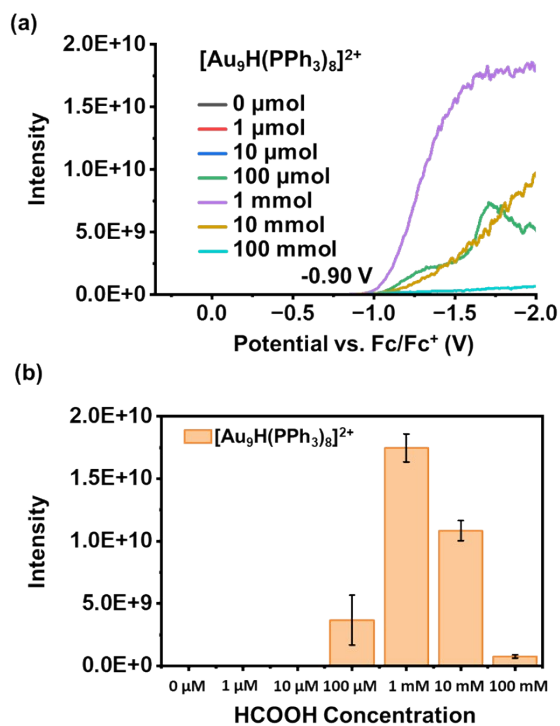 (a)
[Au₉H(PPh₃)₈]²⁺
0 μmol
1 μmol
10 μmol
100 μmol
1 mmol
10 mmol
100 mmol
-0.90 V
2.0E+10
1.5E+10
1.0E+10
5.0E+9
0.0E+0
Intensity
0.0 −0.5 −1.0 −1.5 −2.0
Potential vs. Fc/Fc⁺ (V)
(b)
[Au₉H(PPh₃)₈]²⁺
2.0E+10
1.5E+10
1.0E+10
5.0E+9
0.0E+0
Intensity
0 μM 1 μM 10 μM 100 μM 1 mM 10 mM 100 mM
HCOOH Concentration